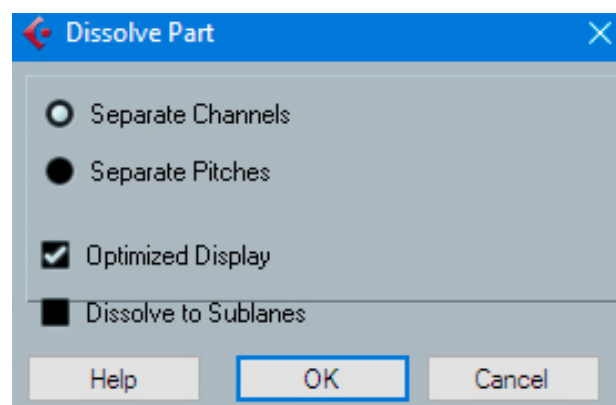 Dissolve Part
Separate Channels
Separate Pitches
Optimized Display
Dissolve to Sublanes
Help OK Cancel